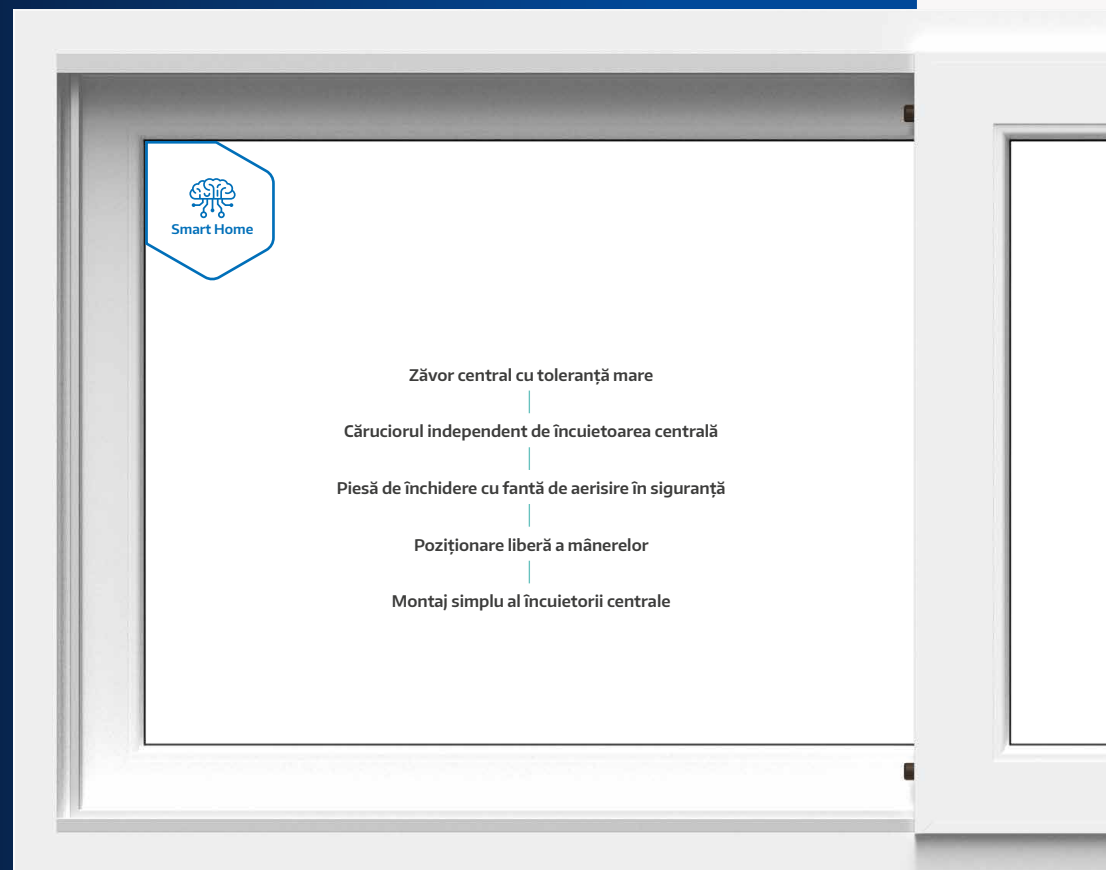 Smart Home
Zăvor central cu toleranță mare
Căruciorul independent de încuietoarea centrală
Piesă de închidere cu fantă de aerisire în siguranță
Poziționare liberă a mânerelor
Montaj simplu al încuietorii centrale